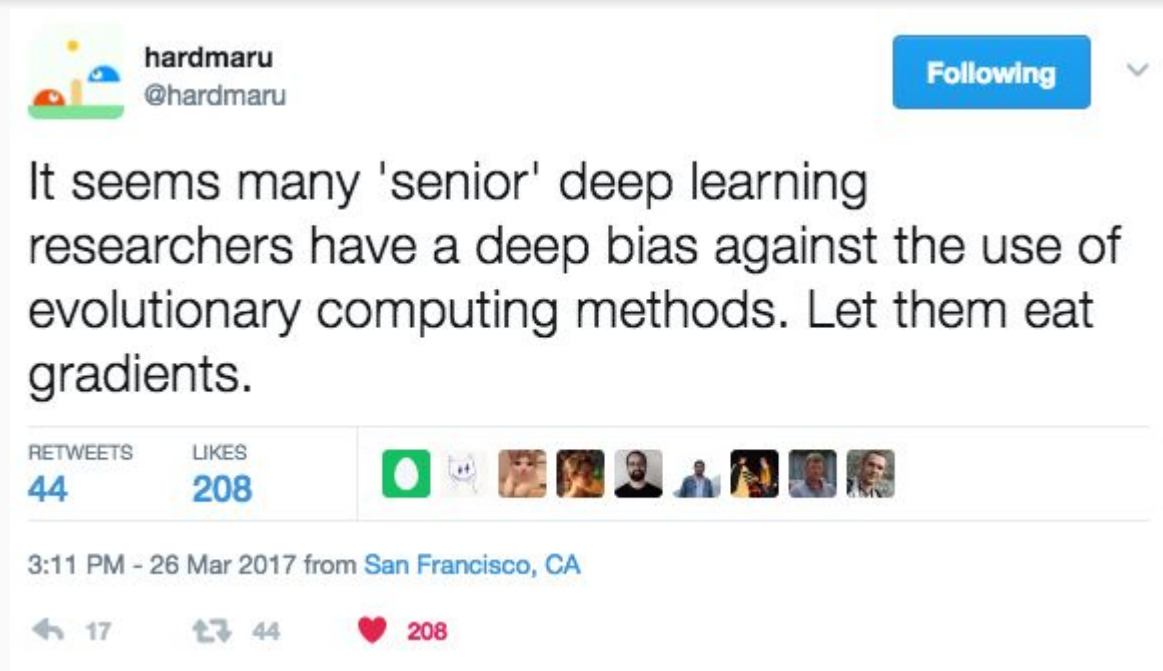 hardmaru
@hardmaru
Following
It seems many 'senior' deep learning
researchers have a deep bias against the use of
evolutionary computing methods. Let them eat
gradients.
RETWEETS LIKES
44 208
3:11 PM - 26 Mar 2017 from San Francisco, CA
17 44 208